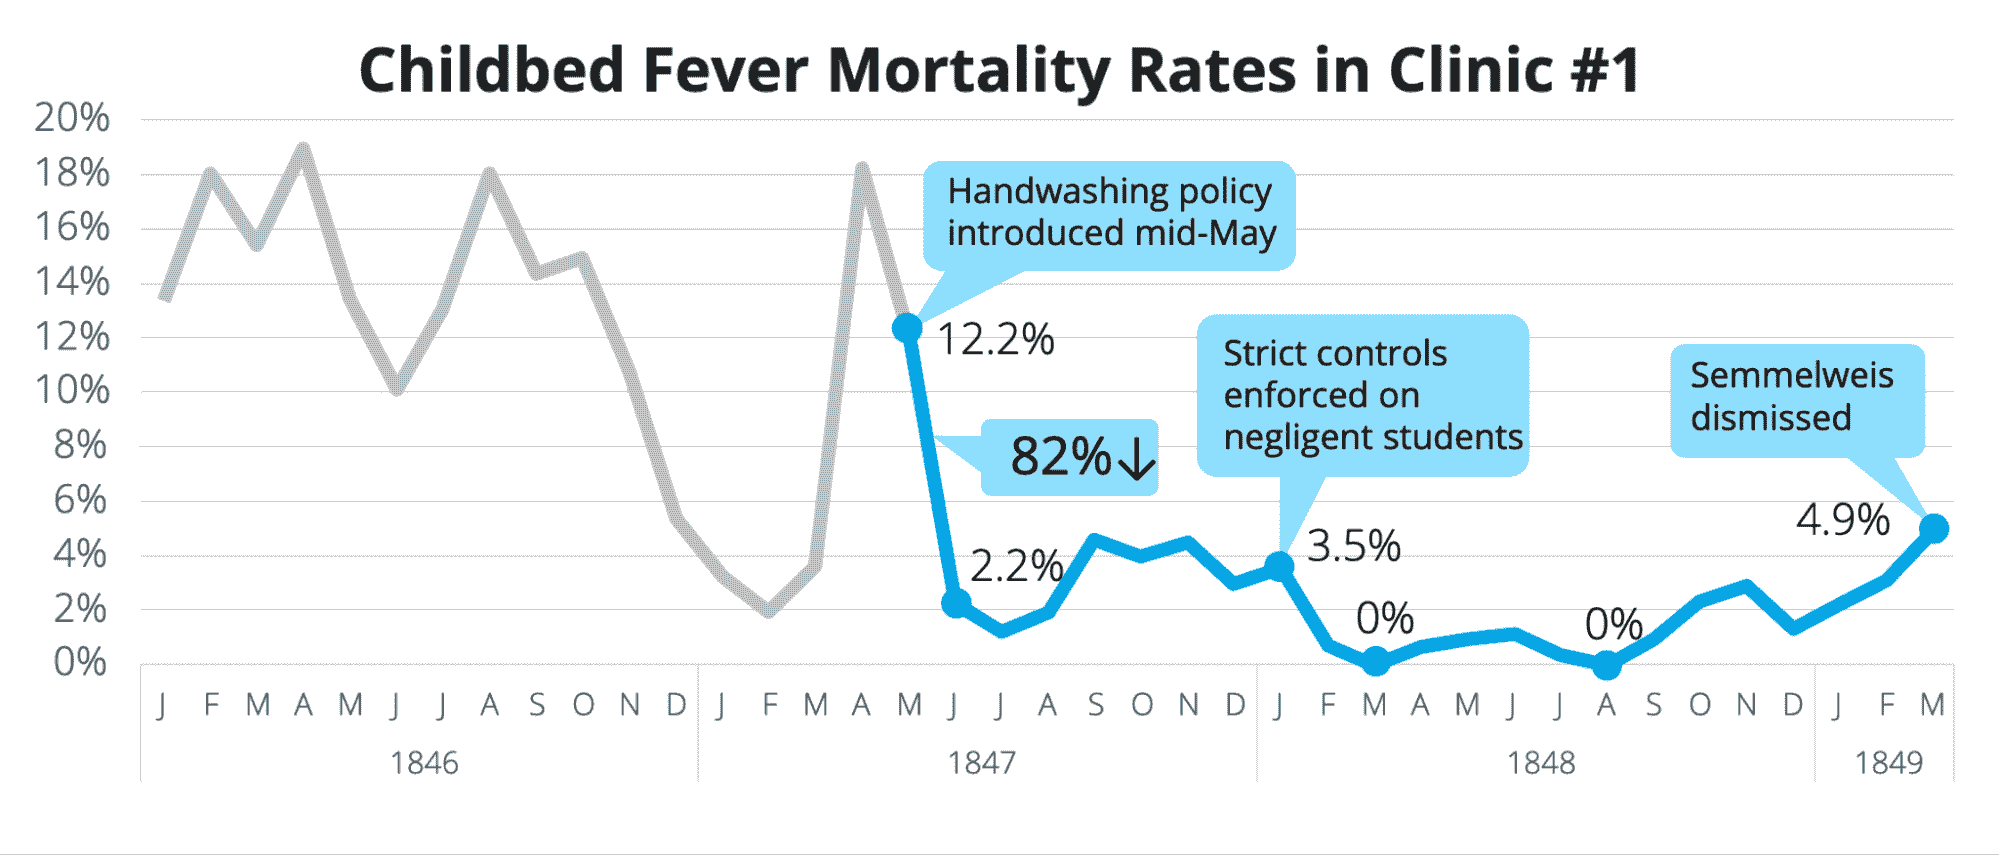 Childbed Fever Mortality Rates in Clinic #1
20%
18%
16%
14%
12%
10%
8%
6%
4%
2%
0%
Handwashing policy
introduced mid-May
12.2%
82%↓
2.2%
Strict controls
enforced on
negligent students
3.5%
0%
0%
Semmelweis
dismissed
4.9%
J F M A M J J A S O N D J F M A M J J A S O N D J F M A M J J A S O N D J F M
1846 1847 1848 1849